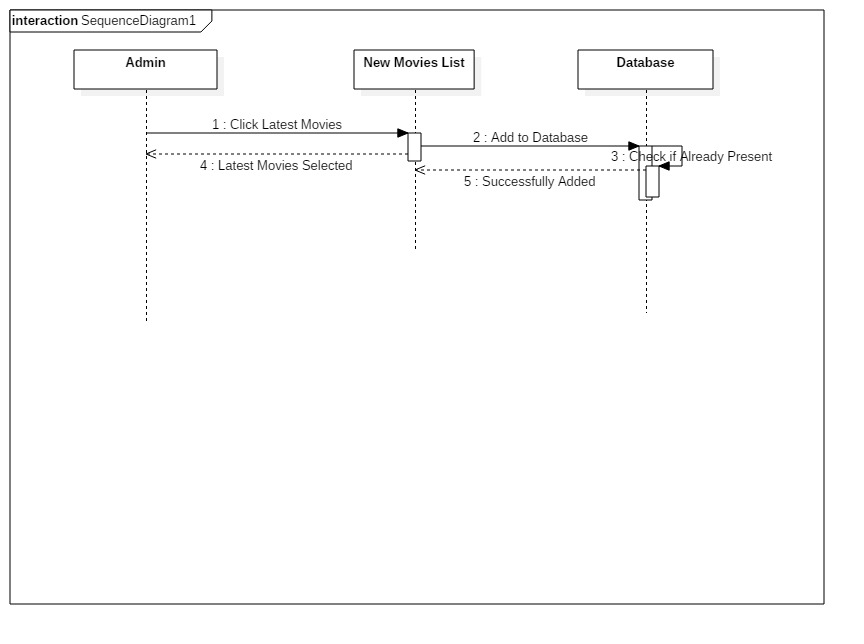 interaction SequenceDiagram1
Admin
New Movies List
Database
1 : Click Latest Movies
2 : Add to Database
3 : Check if Already Present
4 : Latest Movies Selected
5 : Successfully Added